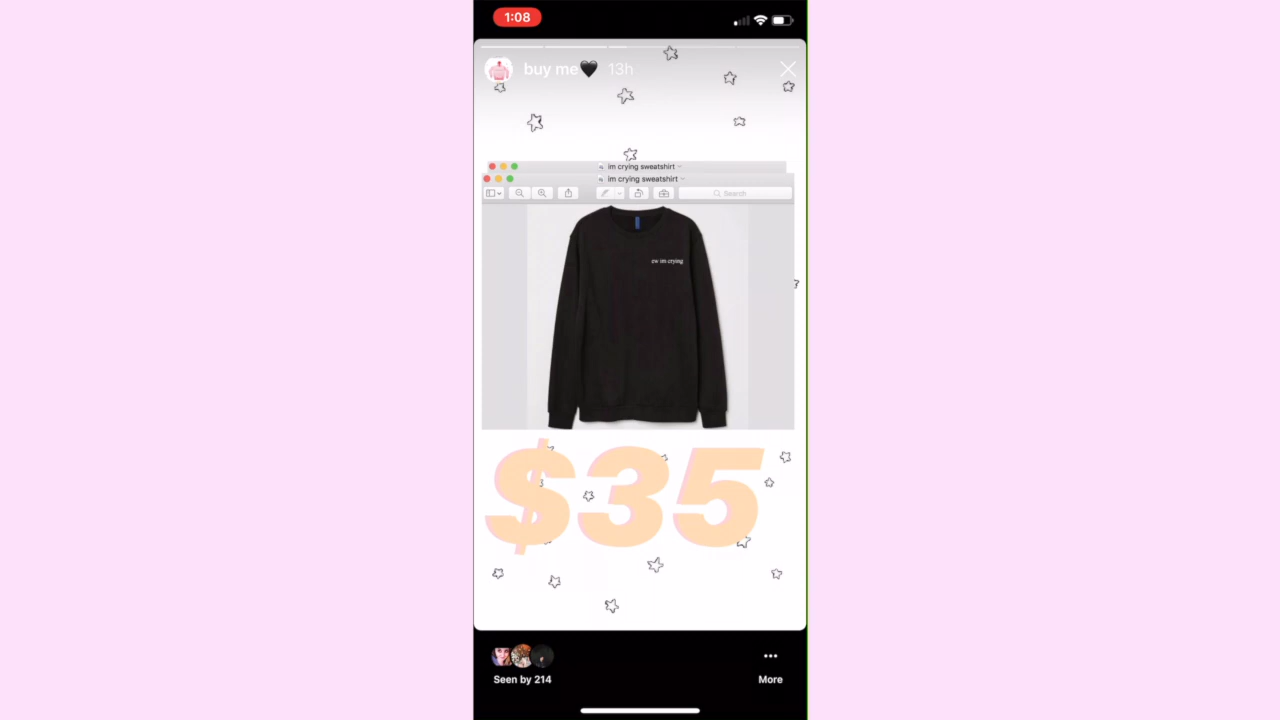 1:08
buy me🖤 13h
im crying sweatshirt
im crying sweatshirt
Search
ew im crying
$35
Seen by 214
More